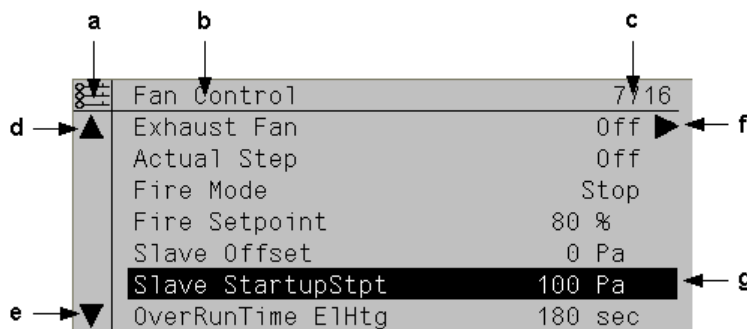 a b c
Fan Control 7/16
d Exhaust Fan Off f
Actual Step Off
Fire Mode Stop
Fire Setpoint 80 %
Slave Offset 0 Pa
Slave StartupStpt 100 Pa g
e OverRunTime ElHtg 180 sec